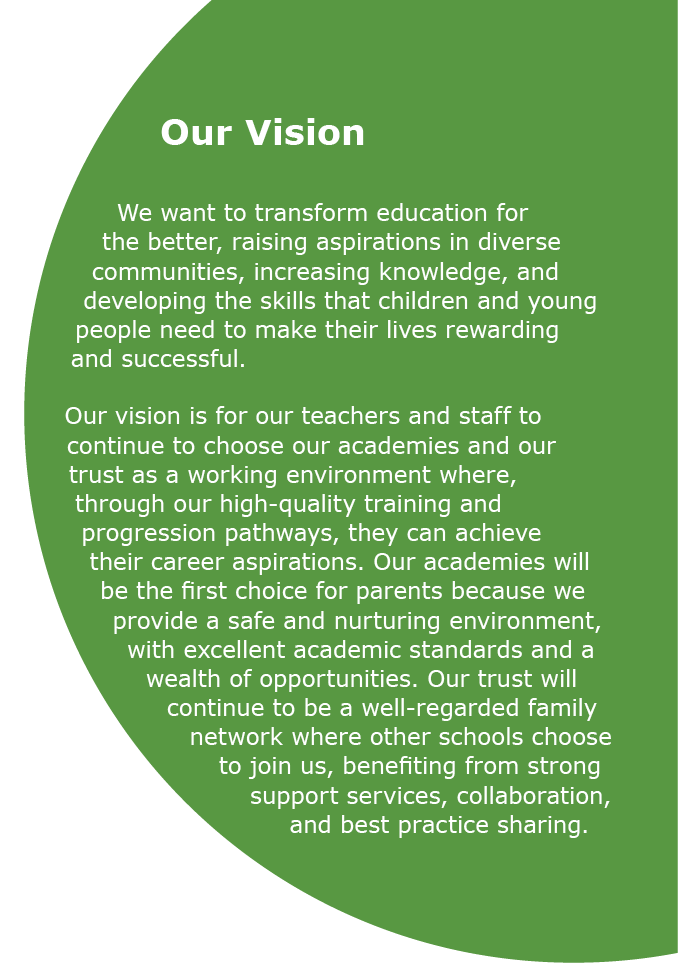 Our Vision
We want to transform education for
the better, raising aspirations in diverse
communities, increasing knowledge, and
developing the skills that children and young
people need to make their lives rewarding
and successful.
Our vision is for our teachers and staff to
continue to choose our academies and our
trust as a working environment where,
through our high-quality training and
progression pathways, they can achieve
their career aspirations. Our academies will
be the first choice for parents because we
provide a safe and nurturing environment,
with excellent academic standards and a
wealth of opportunities. Our trust will
continue to be a well-regarded family
network where other schools choose
to join us, benefiting from strong
support services, collaboration,
and best practice sharing.